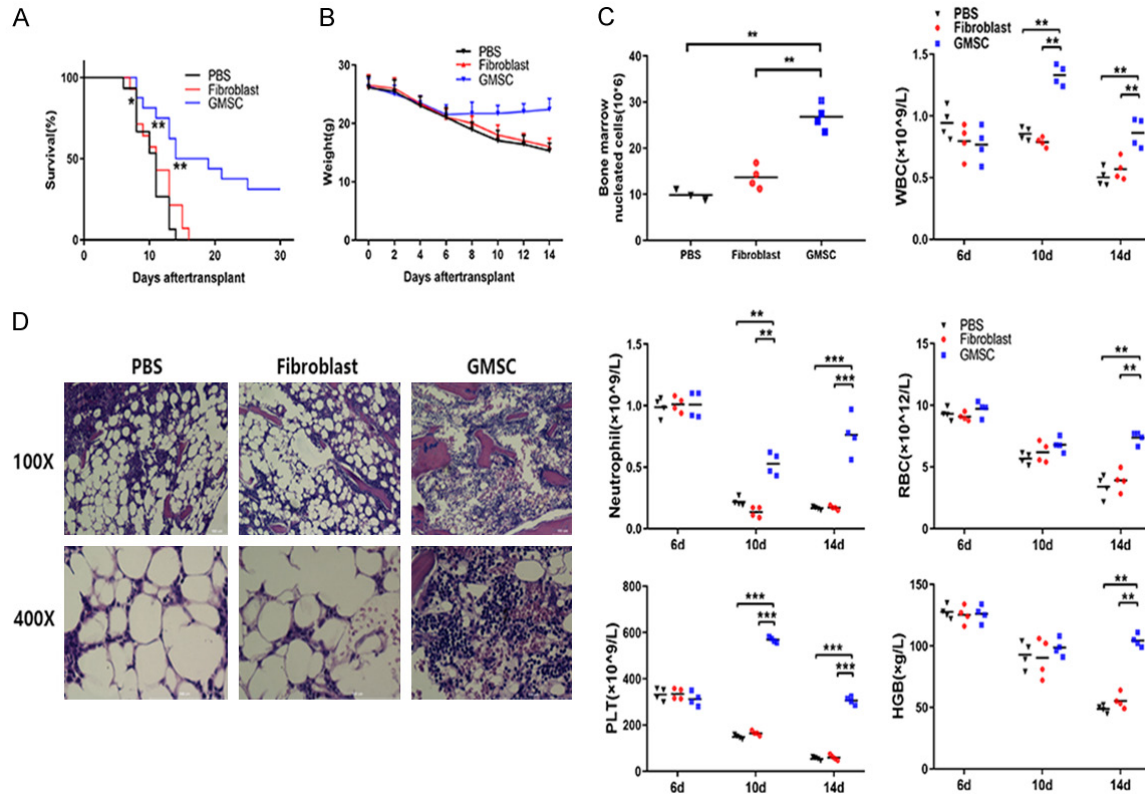 A
PBS
Fibroblast
GMSC
Survival(%)
100
50
0
*
**
**
0
10
20
30
Days aftertransplant
B
PBS
Fibroblast
GMSC
Weight(g)
30
20
10
0
0
2
4
6
8
10
12
14
Days aftertransplant
C
Bone marrow
nucleated cells(10*6)
40
30
20
10
0
**
**
PBS
Fibroblast
GMSC
PBS
Fibroblast
GMSC
WBC(×10^9/L)
1.5
1.0
0.5
0.0
**
**
**
**
6d
10d
14d
D
PBS
Fibroblast
GMSC
100X
400X
Neutrophil(×10^9/L)
1.5
1.0
0.5
0.0
**
**
***
***
6d
10d
14d
PBS
Fibroblast
GMSC
RBC(×10^12/L)
15
10
5
0
**
**
6d
10d
14d
PLT(×10^9/L)
800
600
400
200
0
***
***
***
***
6d
10d
14d
HGB(×g/L)
150
100
50
0
**
**
6d
10d
14d